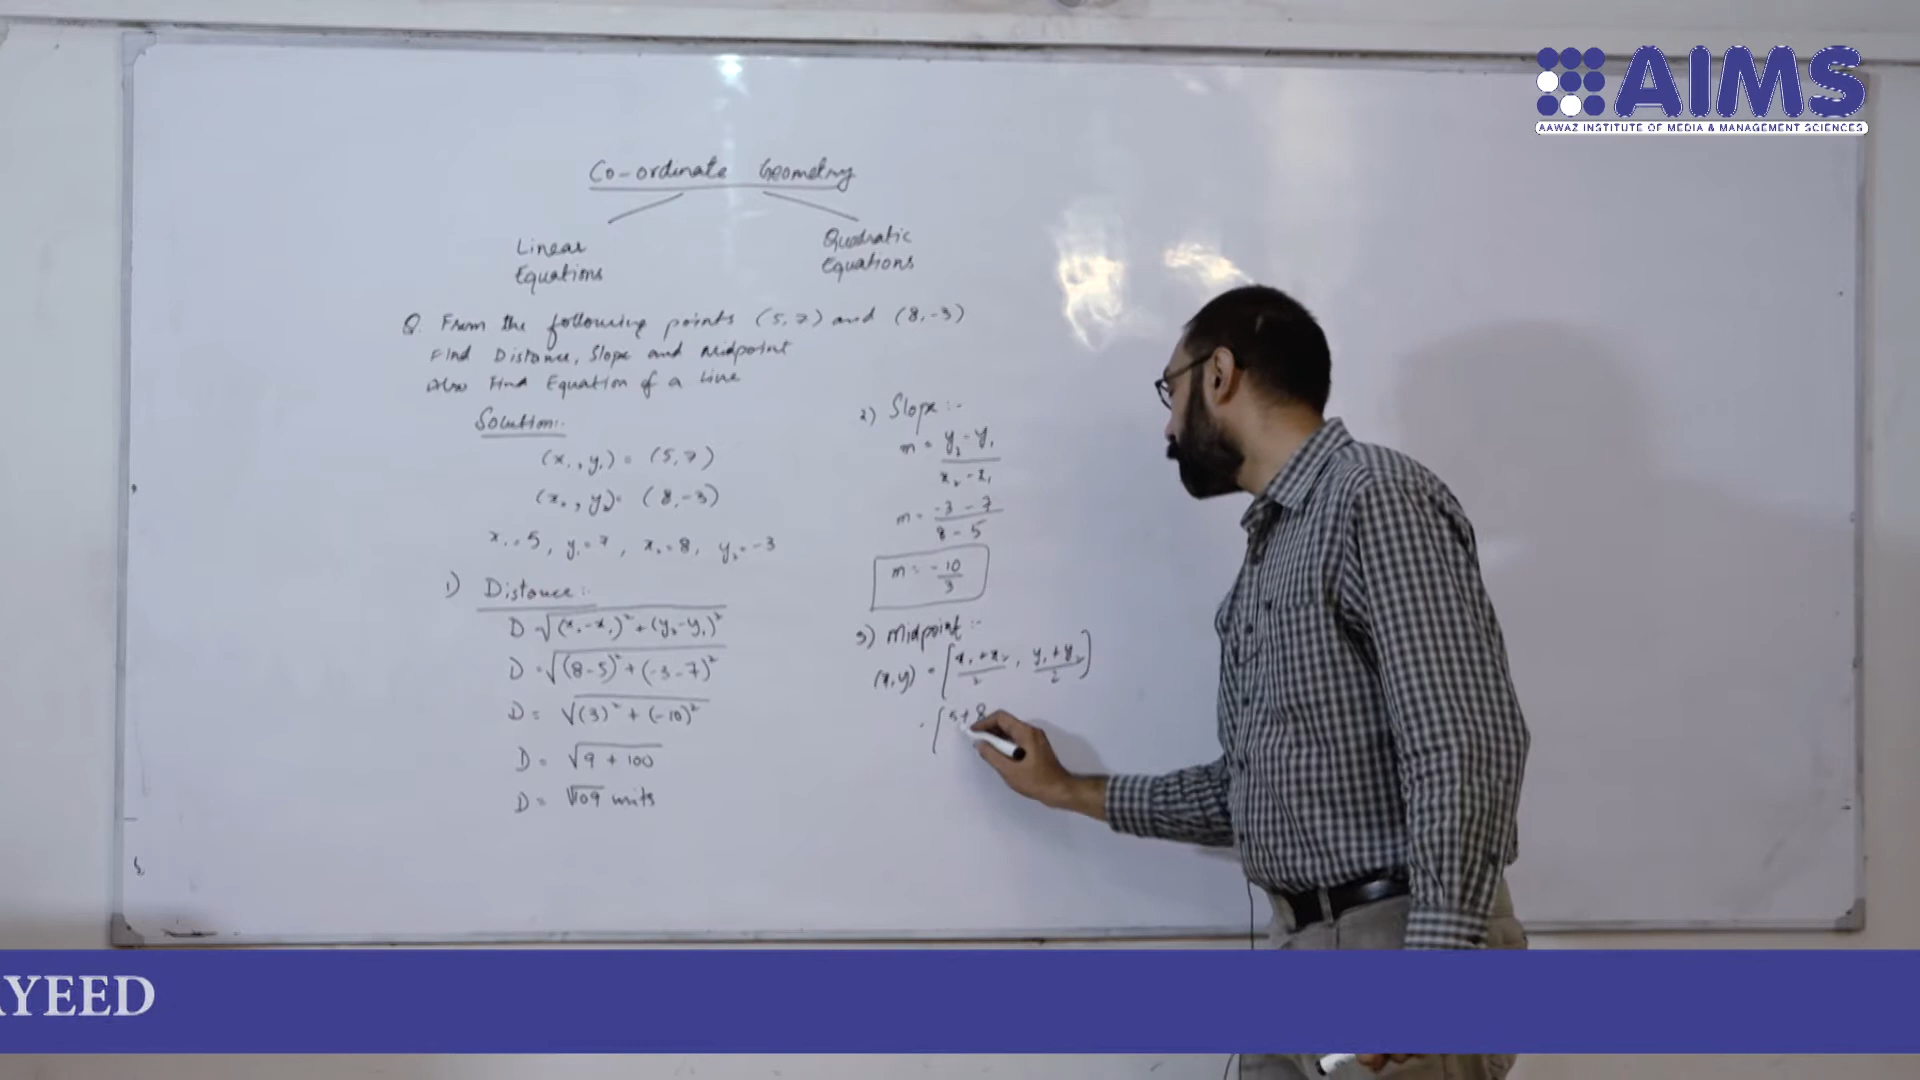 AIMS
AAWAZ INSTITUTE OF MEDIA & MANAGEMENT SCIENCES
Co-ordinate Geometry
Linear
Equations
Quadratic
Equations
Q. From the following points (5,7) and (8,-3)
Find Distance, Slope and midpoint
Also Find Equation of a line
Solution:-
(x₁, y₁) = (5,7)
(x₂, y₂) = (8,-3)
x₁=5, y₁=7, x₂=8, y₂=-3
1) Distance:-
D = √(x₂-x₁)² + (y₂-y₁)²
D = √(8-5)² + (-3-7)²
D = √(3)² + (-10)²
D = √9 + 100
D = √109 units
2) Slope:-
m = y₂-y₁
x₂-x₁
m = -3-7
8-5
m = -10
3
3) Midpoint:-
(x,y) = [x₁+x₂/2, y₁+y₂/2]
= [5+8
YEED